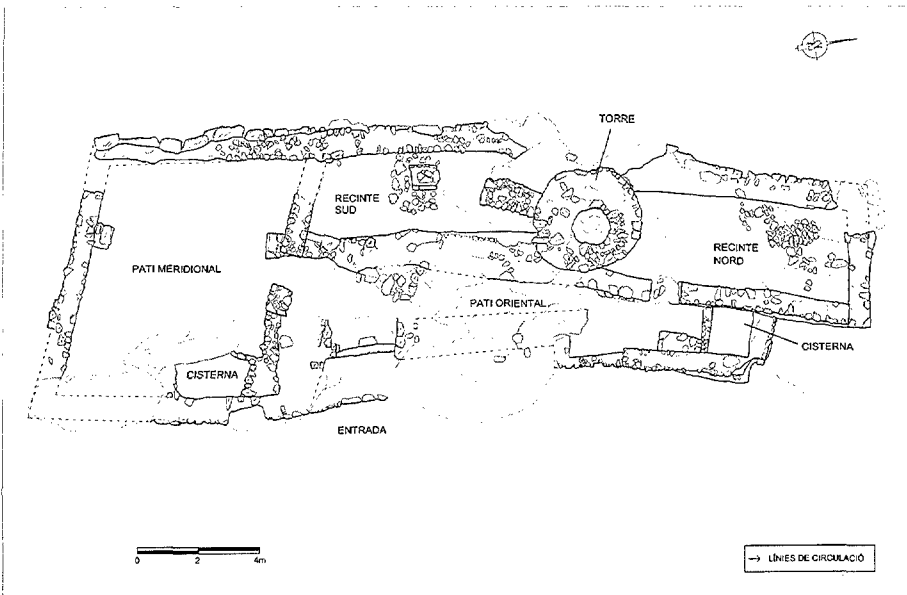 TORRE
RECINTE
SUD
RECINTE
NORD
PATI MERIDIONAL
PATI ORIENTAL
CISTERNA
CISTERNA
ENTRADA
0 2 4m
→ LÍNIES DE CIRCULACIÓ